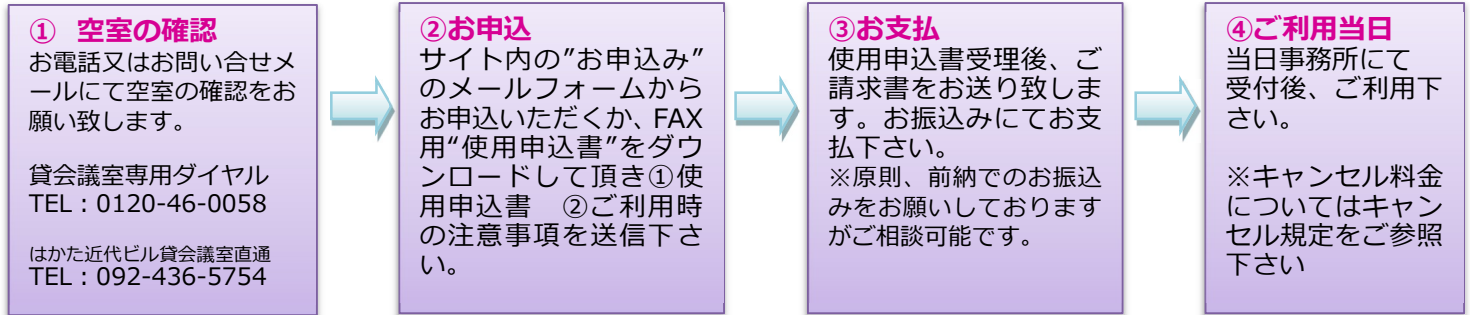 ① 空室の確認
お電話又はお問い合せメ
ールにて空室の確認をお
願い致します。
貸会議室専用ダイヤル
TEL：0120-46-0058
はかた近代ビル貸会議室直通
TEL：092-436-5754
②お申込
サイト内の”お申込み”
のメールフォームから
お申込いただくか、FAX
用“使用申込書”をダウ
ンロードして頂き①使
用申込書　②ご利用時
の注意事項を送信下さ
い。
③お支払
使用申込書受理後、ご
請求書をお送り致しま
す。お振込みにてお支
払下さい。
※原則、前納でのお振込
みをお願いしております
がご相談可能です。
④ご利用当日
当日事務所にて
受付後、ご利用下
さい。
※キャンセル料金
についてはキャン
セル規定をご参照
下さい